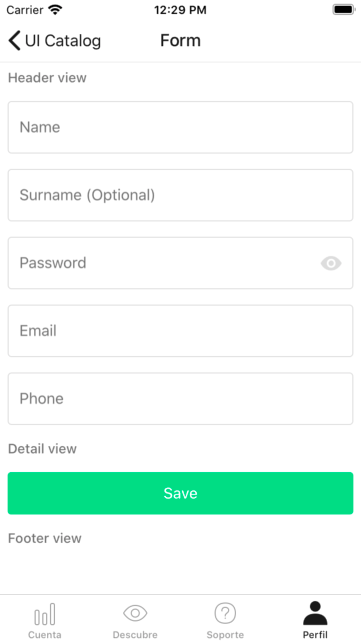 Carrier 12:29 PM
UI Catalog Form
Header view
Name
Surname (Optional)
Password
Email
Phone
Detail view
Save
Footer view
Cuenta Descubre Soporte Perfil